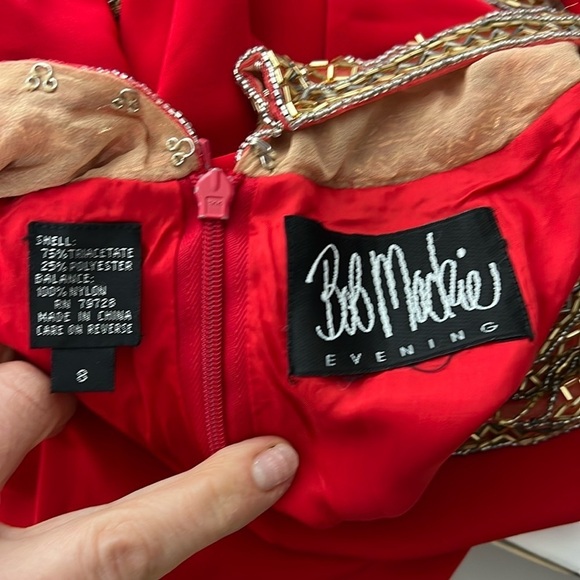 SHELL:
75% TRIACETATE
25% POLYESTER
BALANCE:
100% NYLON
RN 79728
MADE IN CHINA
CARE ON REVERSE
8
Bob Mackie
EVENING